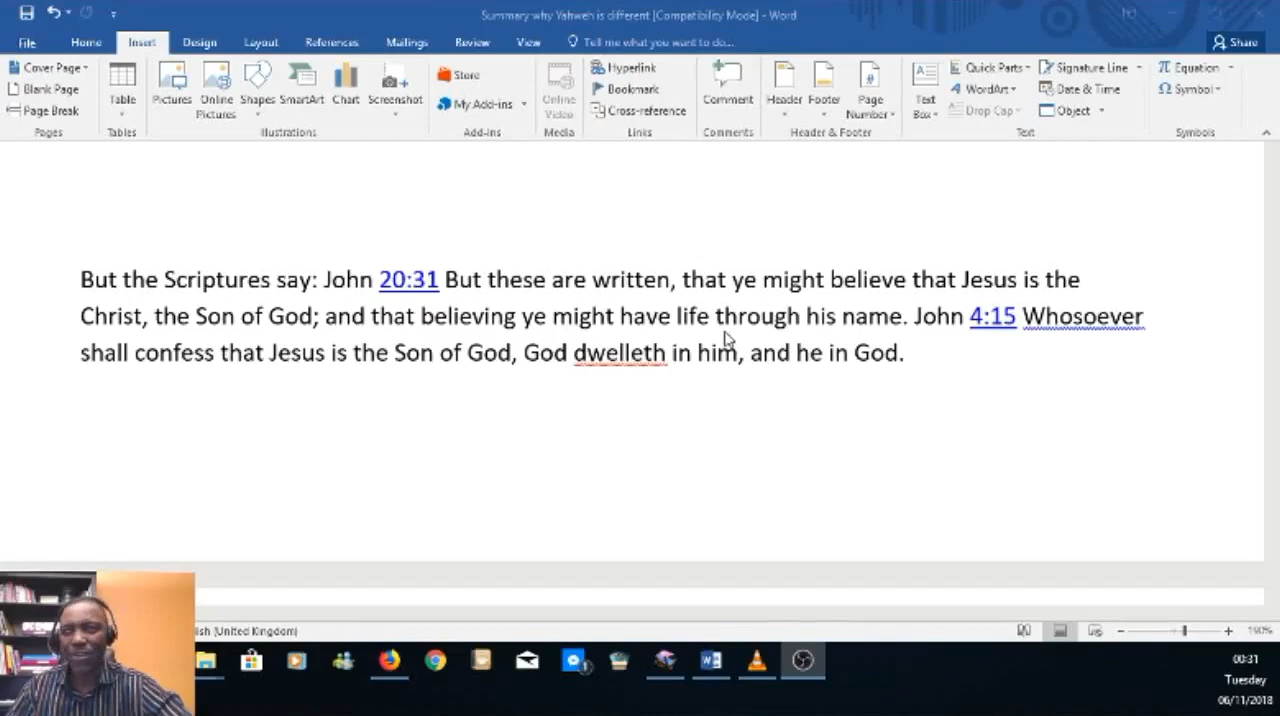 Summary why Yahweh is different [Compatibility Mode] - Word
File Home Insert Design Layout References Mailings Review View Tell me what you want to do... Share
Cover Page
Blank Page
Page Break
Pages
Table
Tables
Pictures Online Pictures Shapes SmartArt Chart Screenshot
Illustrations
Store
My Add-ins
Add-ins
Online Video
Media
Hyperlink
Bookmark
Cross-reference
Links
Comment
Comments
Header Footer Page Number
Header & Footer
Text Box
Quick Parts
WordArt
Drop Cap
Signature Line
Date & Time
Object
Text
Equation
Symbol
Symbols
But the Scriptures say: John 20:31 But these are written, that ye might believe that Jesus is the
Christ, the Son of God; and that believing ye might have life through his name. John 4:15 Whosoever
shall confess that Jesus is the Son of God, God dwelleth in him, and he in God.
ish (United Kingdom)
190%
00:31
Tuesday
06/11/2018